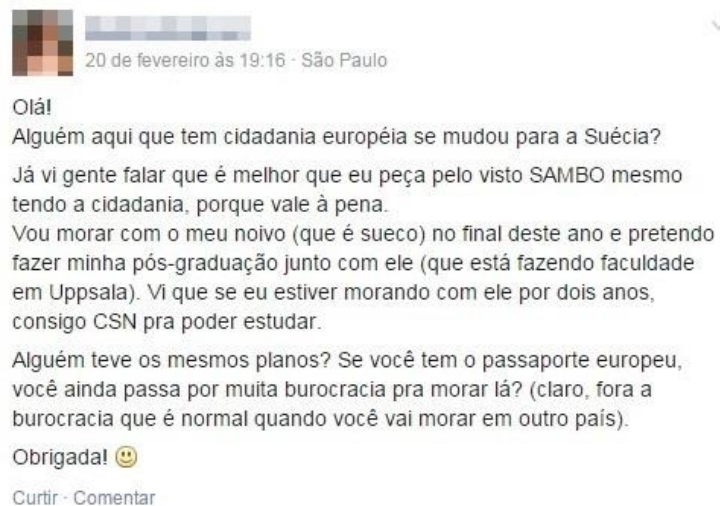 20 de fevereiro às 19:16 · São Paulo
Olá!
Alguém aqui que tem cidadania européia se mudou para a Suécia?
Já vi gente falar que é melhor que eu peça pelo visto SAMBO mesmo
tendo a cidadania, porque vale à pena.
Vou morar com o meu noivo (que é sueco) no final deste ano e pretendo
fazer minha pós-graduação junto com ele (que está fazendo faculdade
em Uppsala). Vi que se eu estiver morando com ele por dois anos,
consigo CSN pra poder estudar.
Alguém teve os mesmos planos? Se você tem o passaporte europeu,
você ainda passa por muita burocracia pra morar lá? (claro, fora a
burocracia que é normal quando você vai morar em outro país).
Obrigada!
Curtir · Comentar